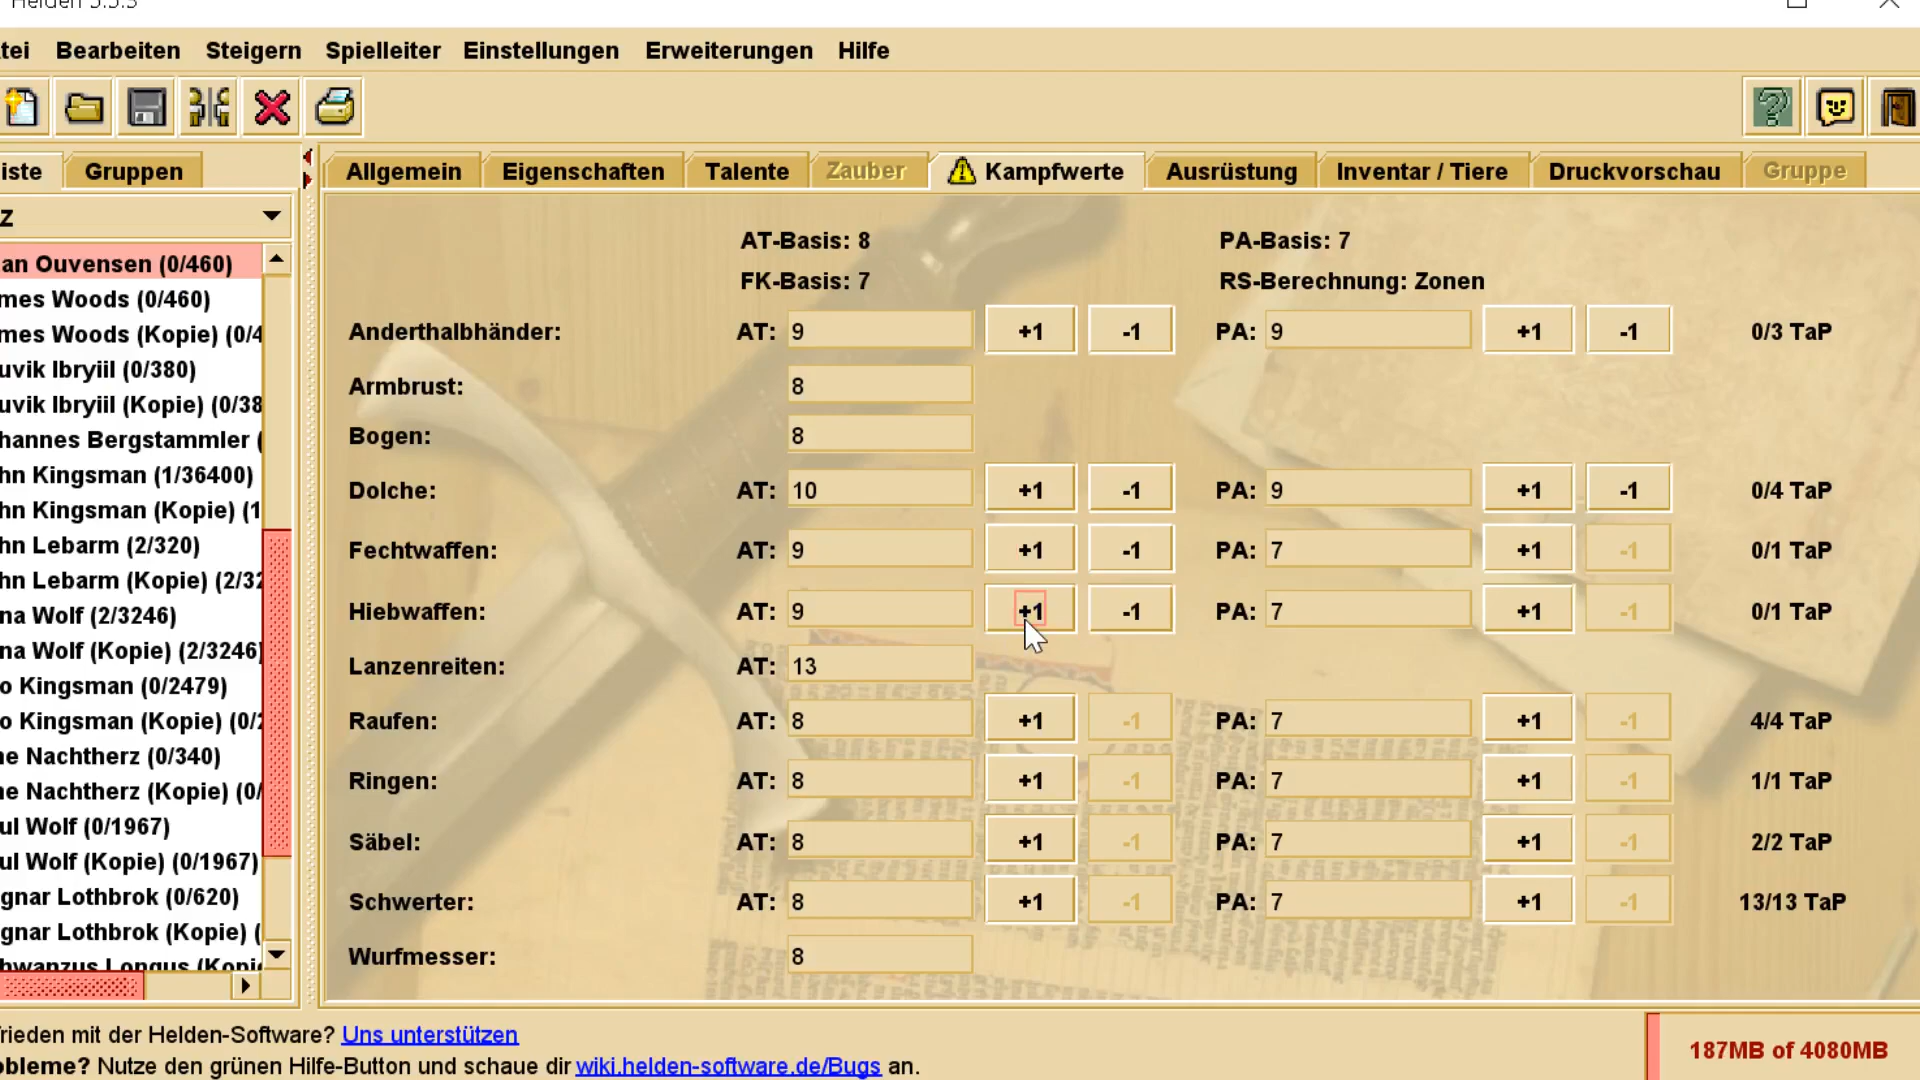 Helden 5.5.3
tei Bearbeiten Steigern Spielleiter Einstellungen Erweiterungen Hilfe
iste Gruppen
Allgemein Eigenschaften Talente Zauber Kampfwerte Ausrüstung Inventar / Tiere Druckvorschau Gruppe
z
an Ouvensen (0/460)
mes Woods (0/460)
mes Woods (Kopie) (0/4
uvik Ibryiil (0/380)
uvik Ibryiil (Kopie) (0/38
hannes Bergstammler (
hn Kingsman (1/36400)
hn Kingsman (Kopie) (1
hn Lebarm (2/320)
hn Lebarm (Kopie) (2/32
na Wolf (2/3246)
na Wolf (Kopie) (2/3246)
o Kingsman (0/2479)
o Kingsman (Kopie) (0/2
ne Nachtherz (0/340)
ne Nachtherz (Kopie) (0/
ul Wolf (0/1967)
ul Wolf (Kopie) (0/1967)
gnar Lothbrok (0/620)
gnar Lothbrok (Kopie) (
hwanzus Longus (Kopie
AT-Basis: 8 PA-Basis: 7
FK-Basis: 7 RS-Berechnung: Zonen
Anderthalbhänder: AT: 9 +1 -1 PA: 9 +1 -1 0/3 TaP
Armbrust: 8
Bogen: 8
Dolche: AT: 10 +1 -1 PA: 9 +1 -1 0/4 TaP
Fechtwaffen: AT: 9 +1 -1 PA: 7 +1 -1 0/1 TaP
Hiebwaffen: AT: 9 +1 -1 PA: 7 +1 -1 0/1 TaP
Lanzenreiten: AT: 13
Raufen: AT: 8 +1 -1 PA: 7 +1 -1 4/4 TaP
Ringen: AT: 8 +1 -1 PA: 7 +1 -1 1/1 TaP
Säbel: AT: 8 +1 -1 PA: 7 +1 -1 2/2 TaP
Schwerter: AT: 8 +1 -1 PA: 7 +1 -1 13/13 TaP
Wurfmesser: 8
rieden mit der Helden-Software? Uns unterstützen
obleme? Nutze den grünen Hilfe-Button und schaue dir wiki.helden-software.de/Bugs an.
187MB of 4080MB